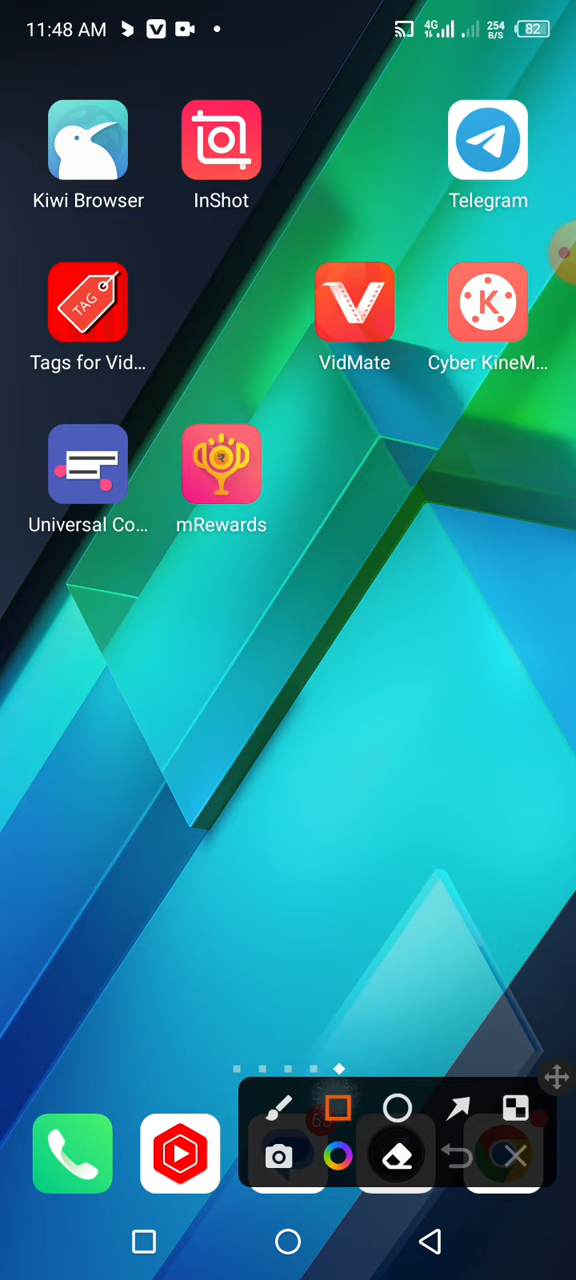 11:48 AM 4G 254 B/S 82
Kiwi Browser InShot Telegram
TAG
Tags for Vid... VidMate Cyber KineM...
K
Universal Co... mRewards